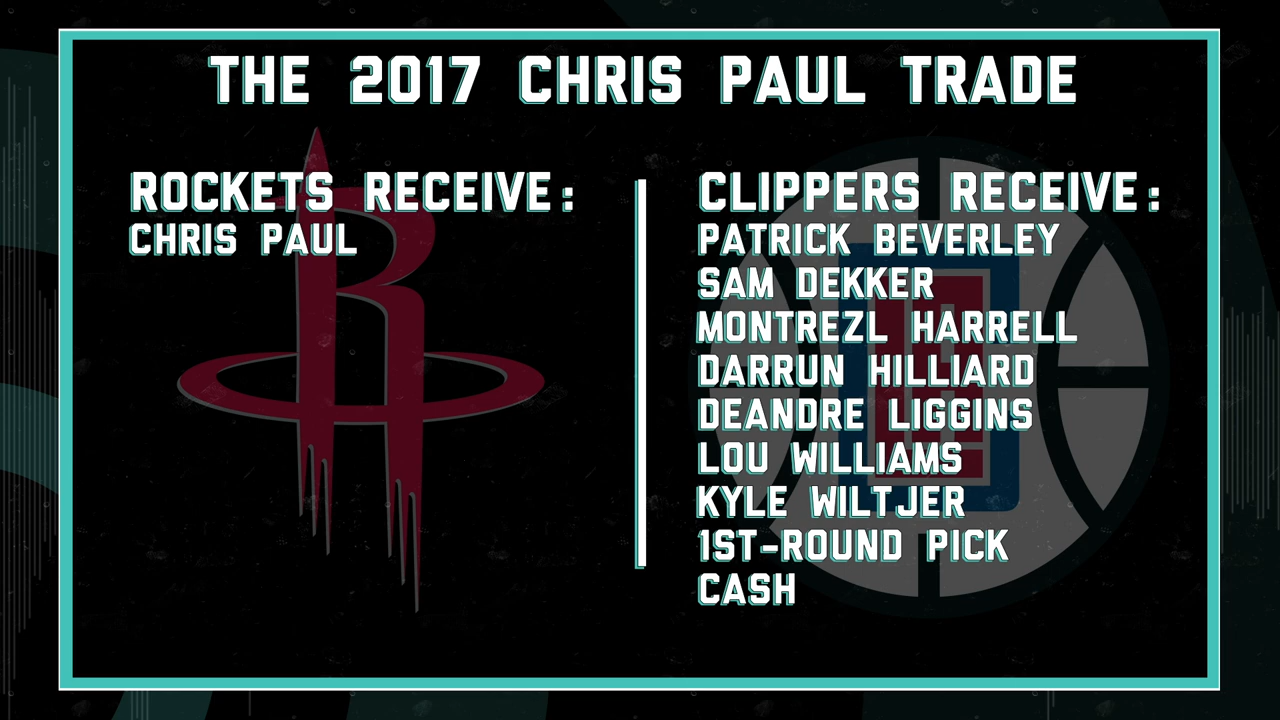 THE 2017 CHRIS PAUL TRADE
ROCKETS RECEIVE:
CHRIS PAUL
CLIPPERS RECEIVE:
PATRICK BEVERLEY
SAM DEKKER
MONTREZL HARRELL
DARRUN HILLIARD
DEANDRE LIGGINS
LOU WILLIAMS
KYLE WILTJER
1ST-ROUND PICK
CASH